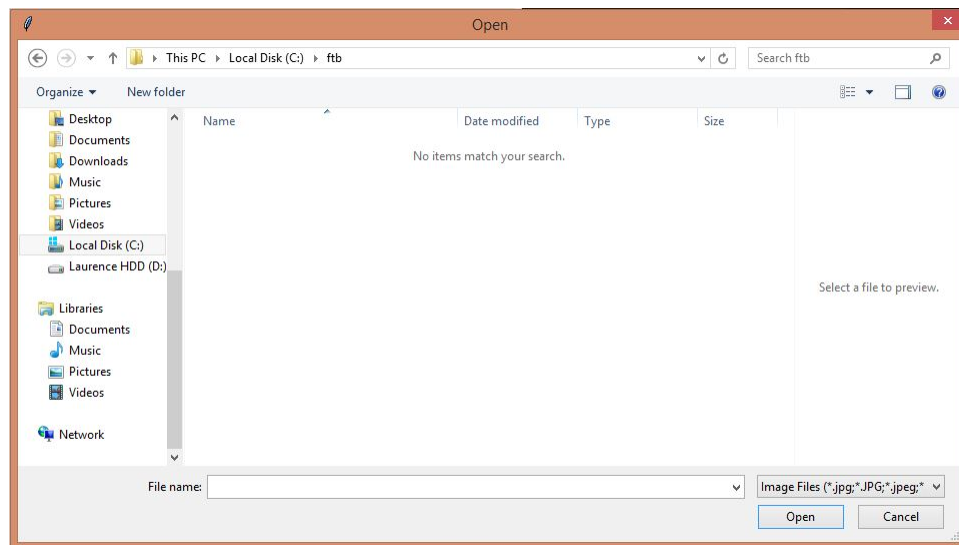 Open
This PC Local Disk (C:) ftb
Search ftb
Organize New folder
Name Date modified Type Size
No items match your search.
Select a file to preview.
Desktop
Documents
Downloads
Music
Pictures
Videos
Local Disk (C:)
Laurence HDD (D:)
Libraries
Documents
Music
Pictures
Videos
Network
File name:
Image Files (*.jpg;*.JPG;*.jpeg;*
Open Cancel